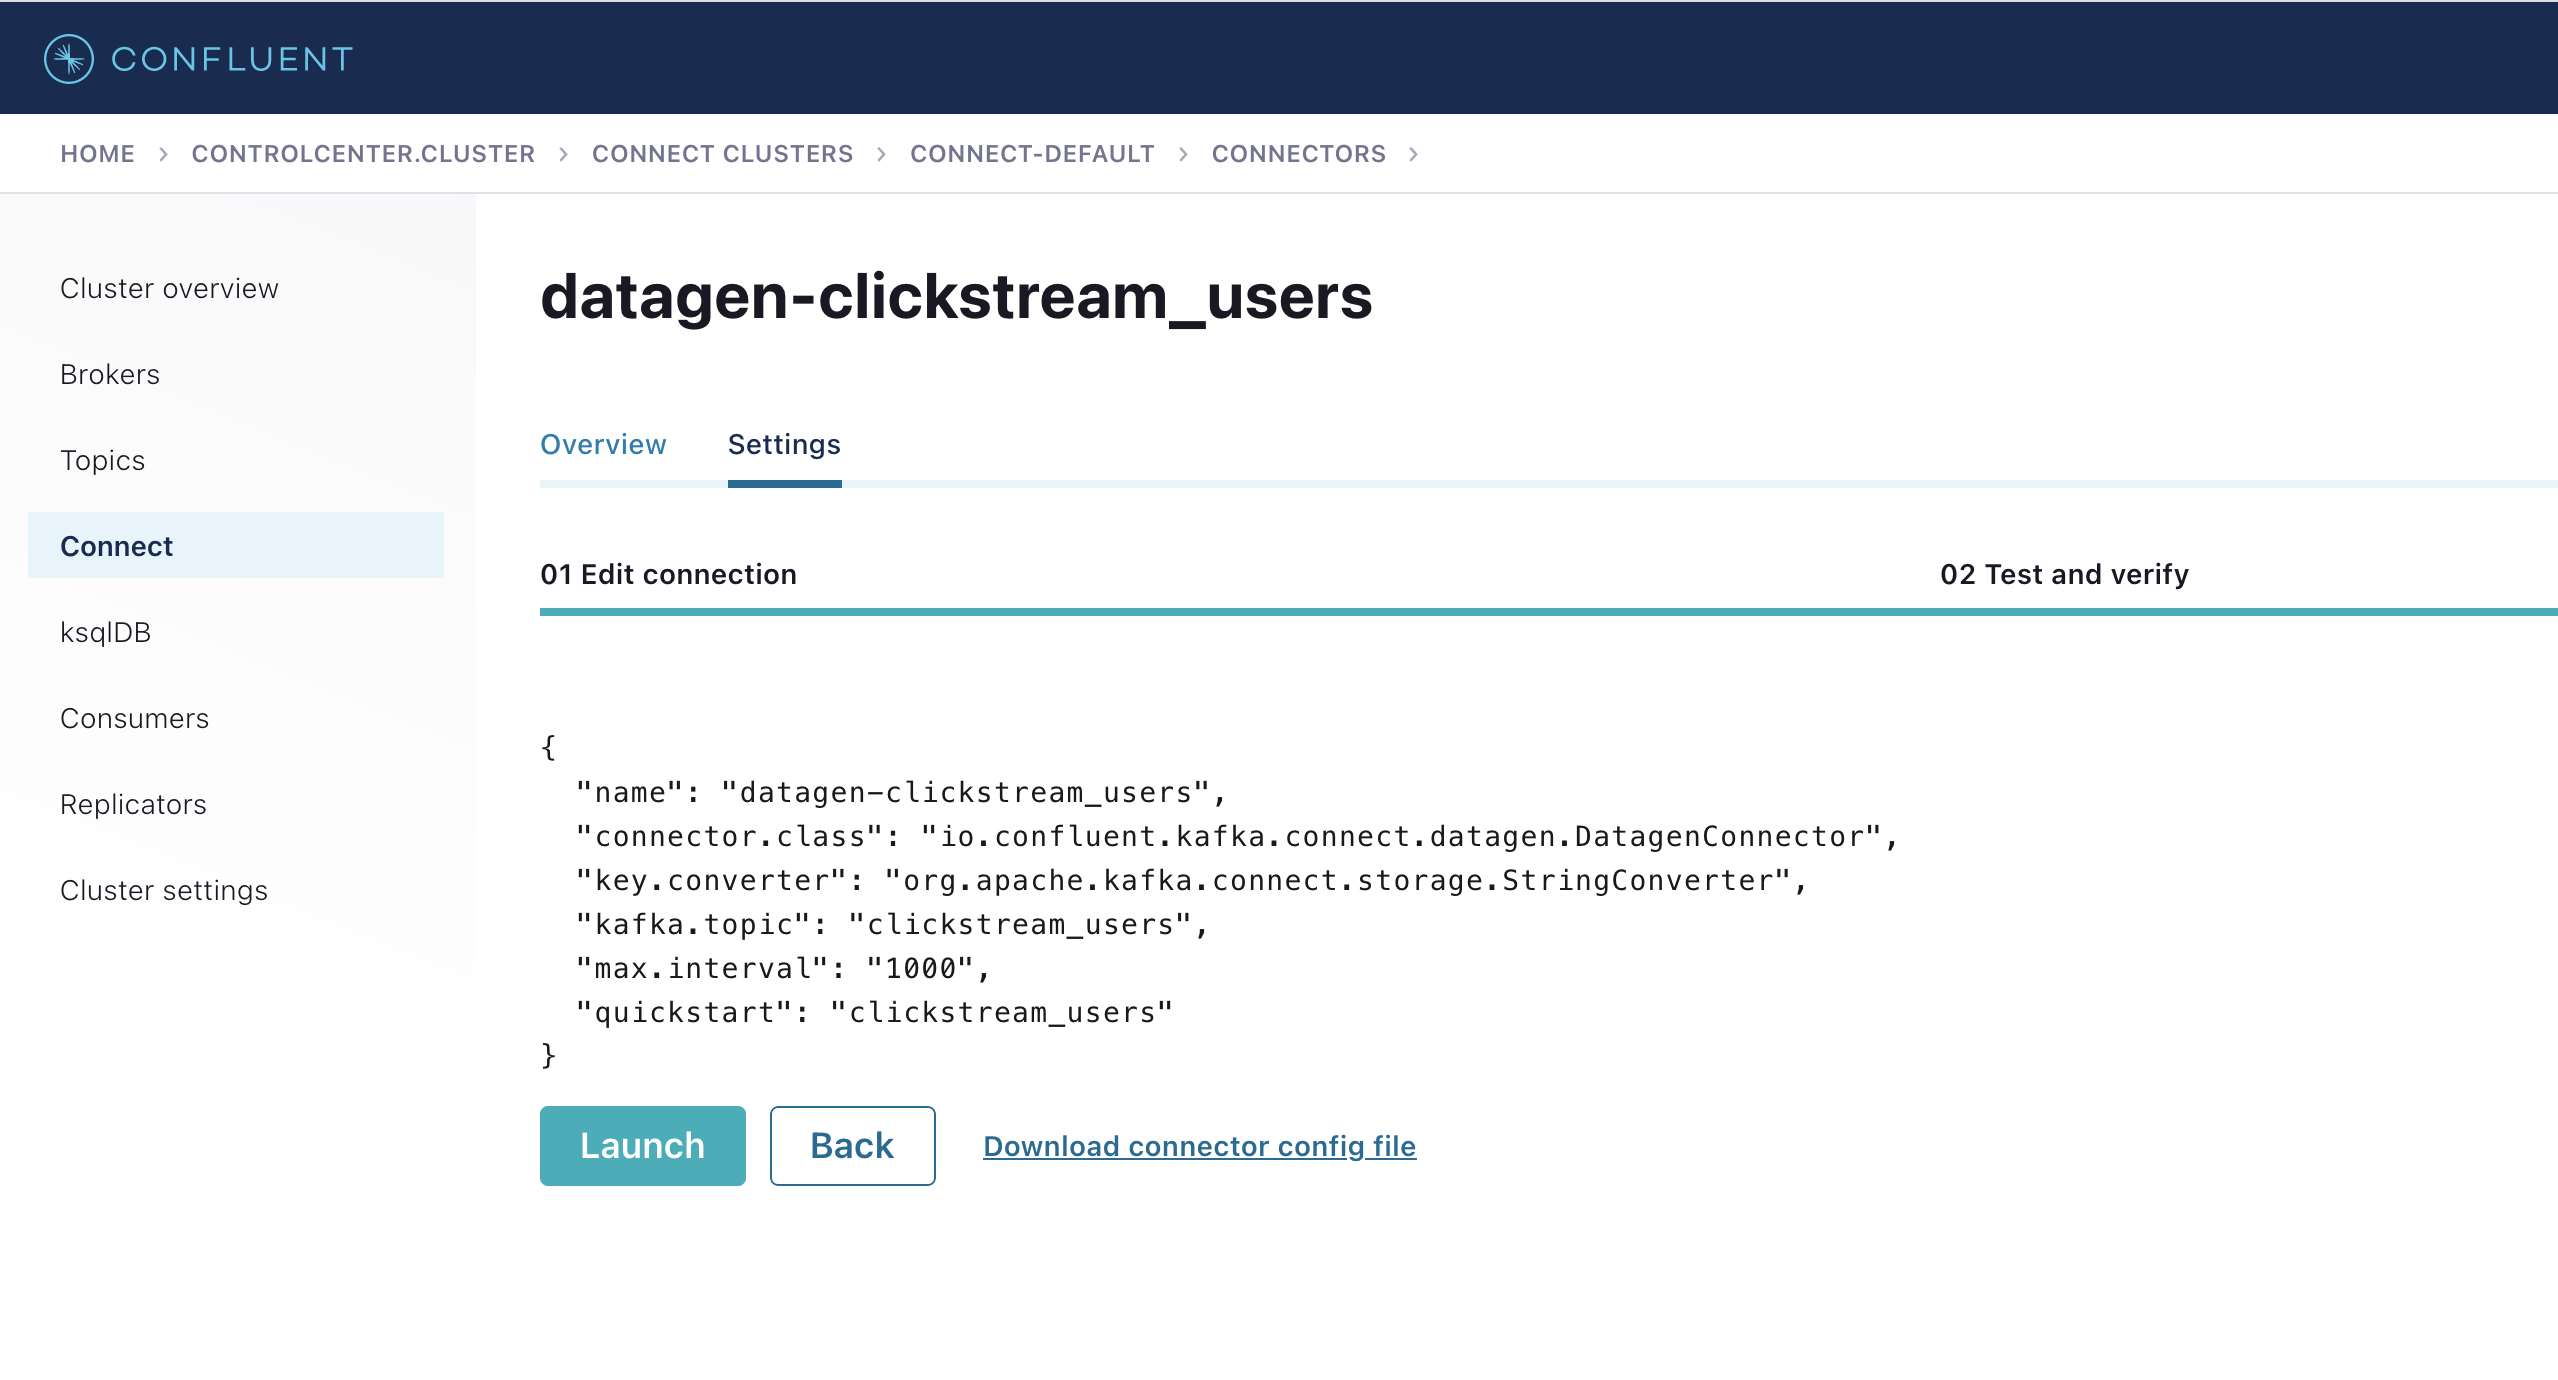 CONFLUENT
HOME > CONTROLCENTER.CLUSTER > CONNECT CLUSTERS > CONNECT-DEFAULT > CONNECTORS >
Cluster overview
Brokers
Topics
Connect
ksqlDB
Consumers
Replicators
Cluster settings
datagen-clickstream_users
Overview Settings
01 Edit connection 02 Test and verify
{
  "name": "datagen-clickstream_users",
  "connector.class": "io.confluent.kafka.connect.datagen.DatagenConnector",
  "key.converter": "org.apache.kafka.connect.storage.StringConverter",
  "kafka.topic": "clickstream_users",
  "max.interval": "1000",
  "quickstart": "clickstream_users"
}
Launch Back Download connector config file